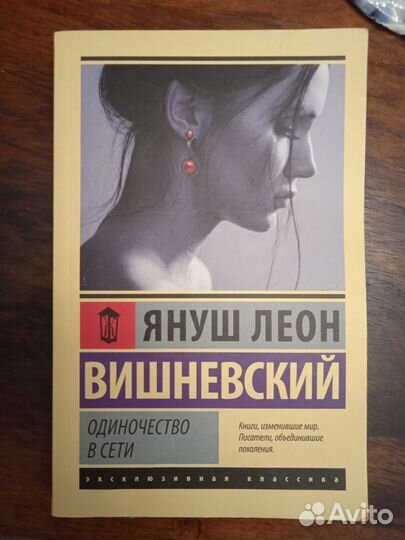 ЯНУШ ЛЕОН
ВИШНЕВСКИЙ
ОДИНОЧЕСТВО
В СЕТИ
Книги, изменившие мир.
Писатели, объединившие
поколения.
эксклюзивная классика
Avito